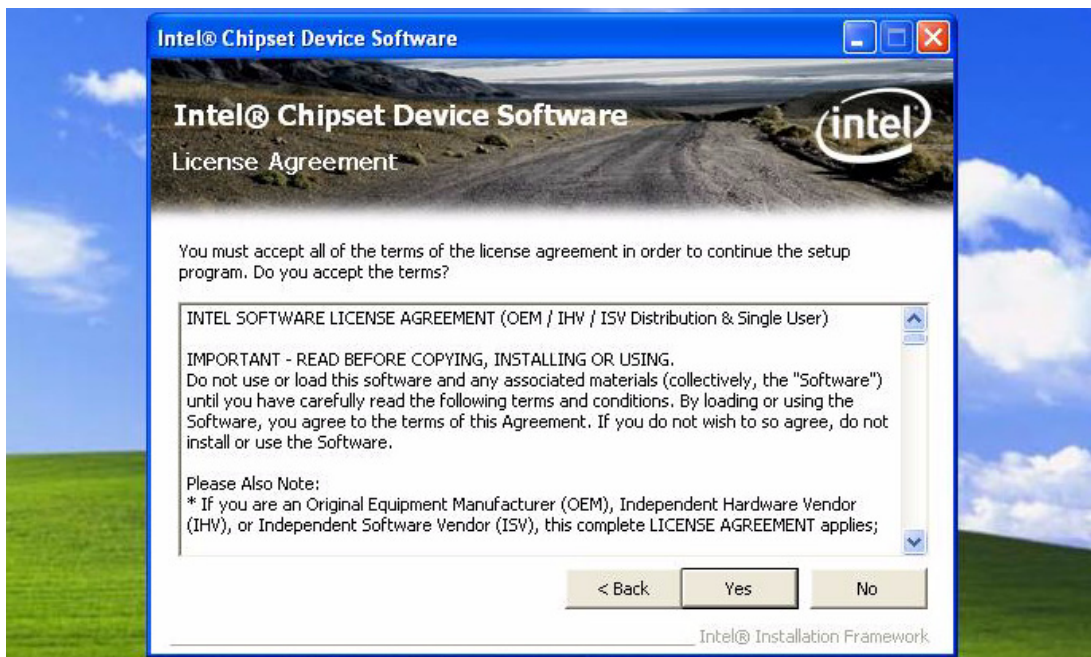 Intel® Chipset Device Software
Intel® Chipset Device Software
intel
License Agreement
You must accept all of the terms of the license agreement in order to continue the setup
program. Do you accept the terms?
INTEL SOFTWARE LICENSE AGREEMENT (OEM / IHV / ISV Distribution & Single User)
IMPORTANT - READ BEFORE COPYING, INSTALLING OR USING.
Do not use or load this software and any associated materials (collectively, the "Software")
until you have carefully read the following terms and conditions. By loading or using the
Software, you agree to the terms of this Agreement. If you do not wish to so agree, do not
install or use the Software.
Please Also Note:
* If you are an Original Equipment Manufacturer (OEM), Independent Hardware Vendor
(IHV), or Independent Software Vendor (ISV), this complete LICENSE AGREEMENT applies;
< Back Yes No
Intel® Installation Framework